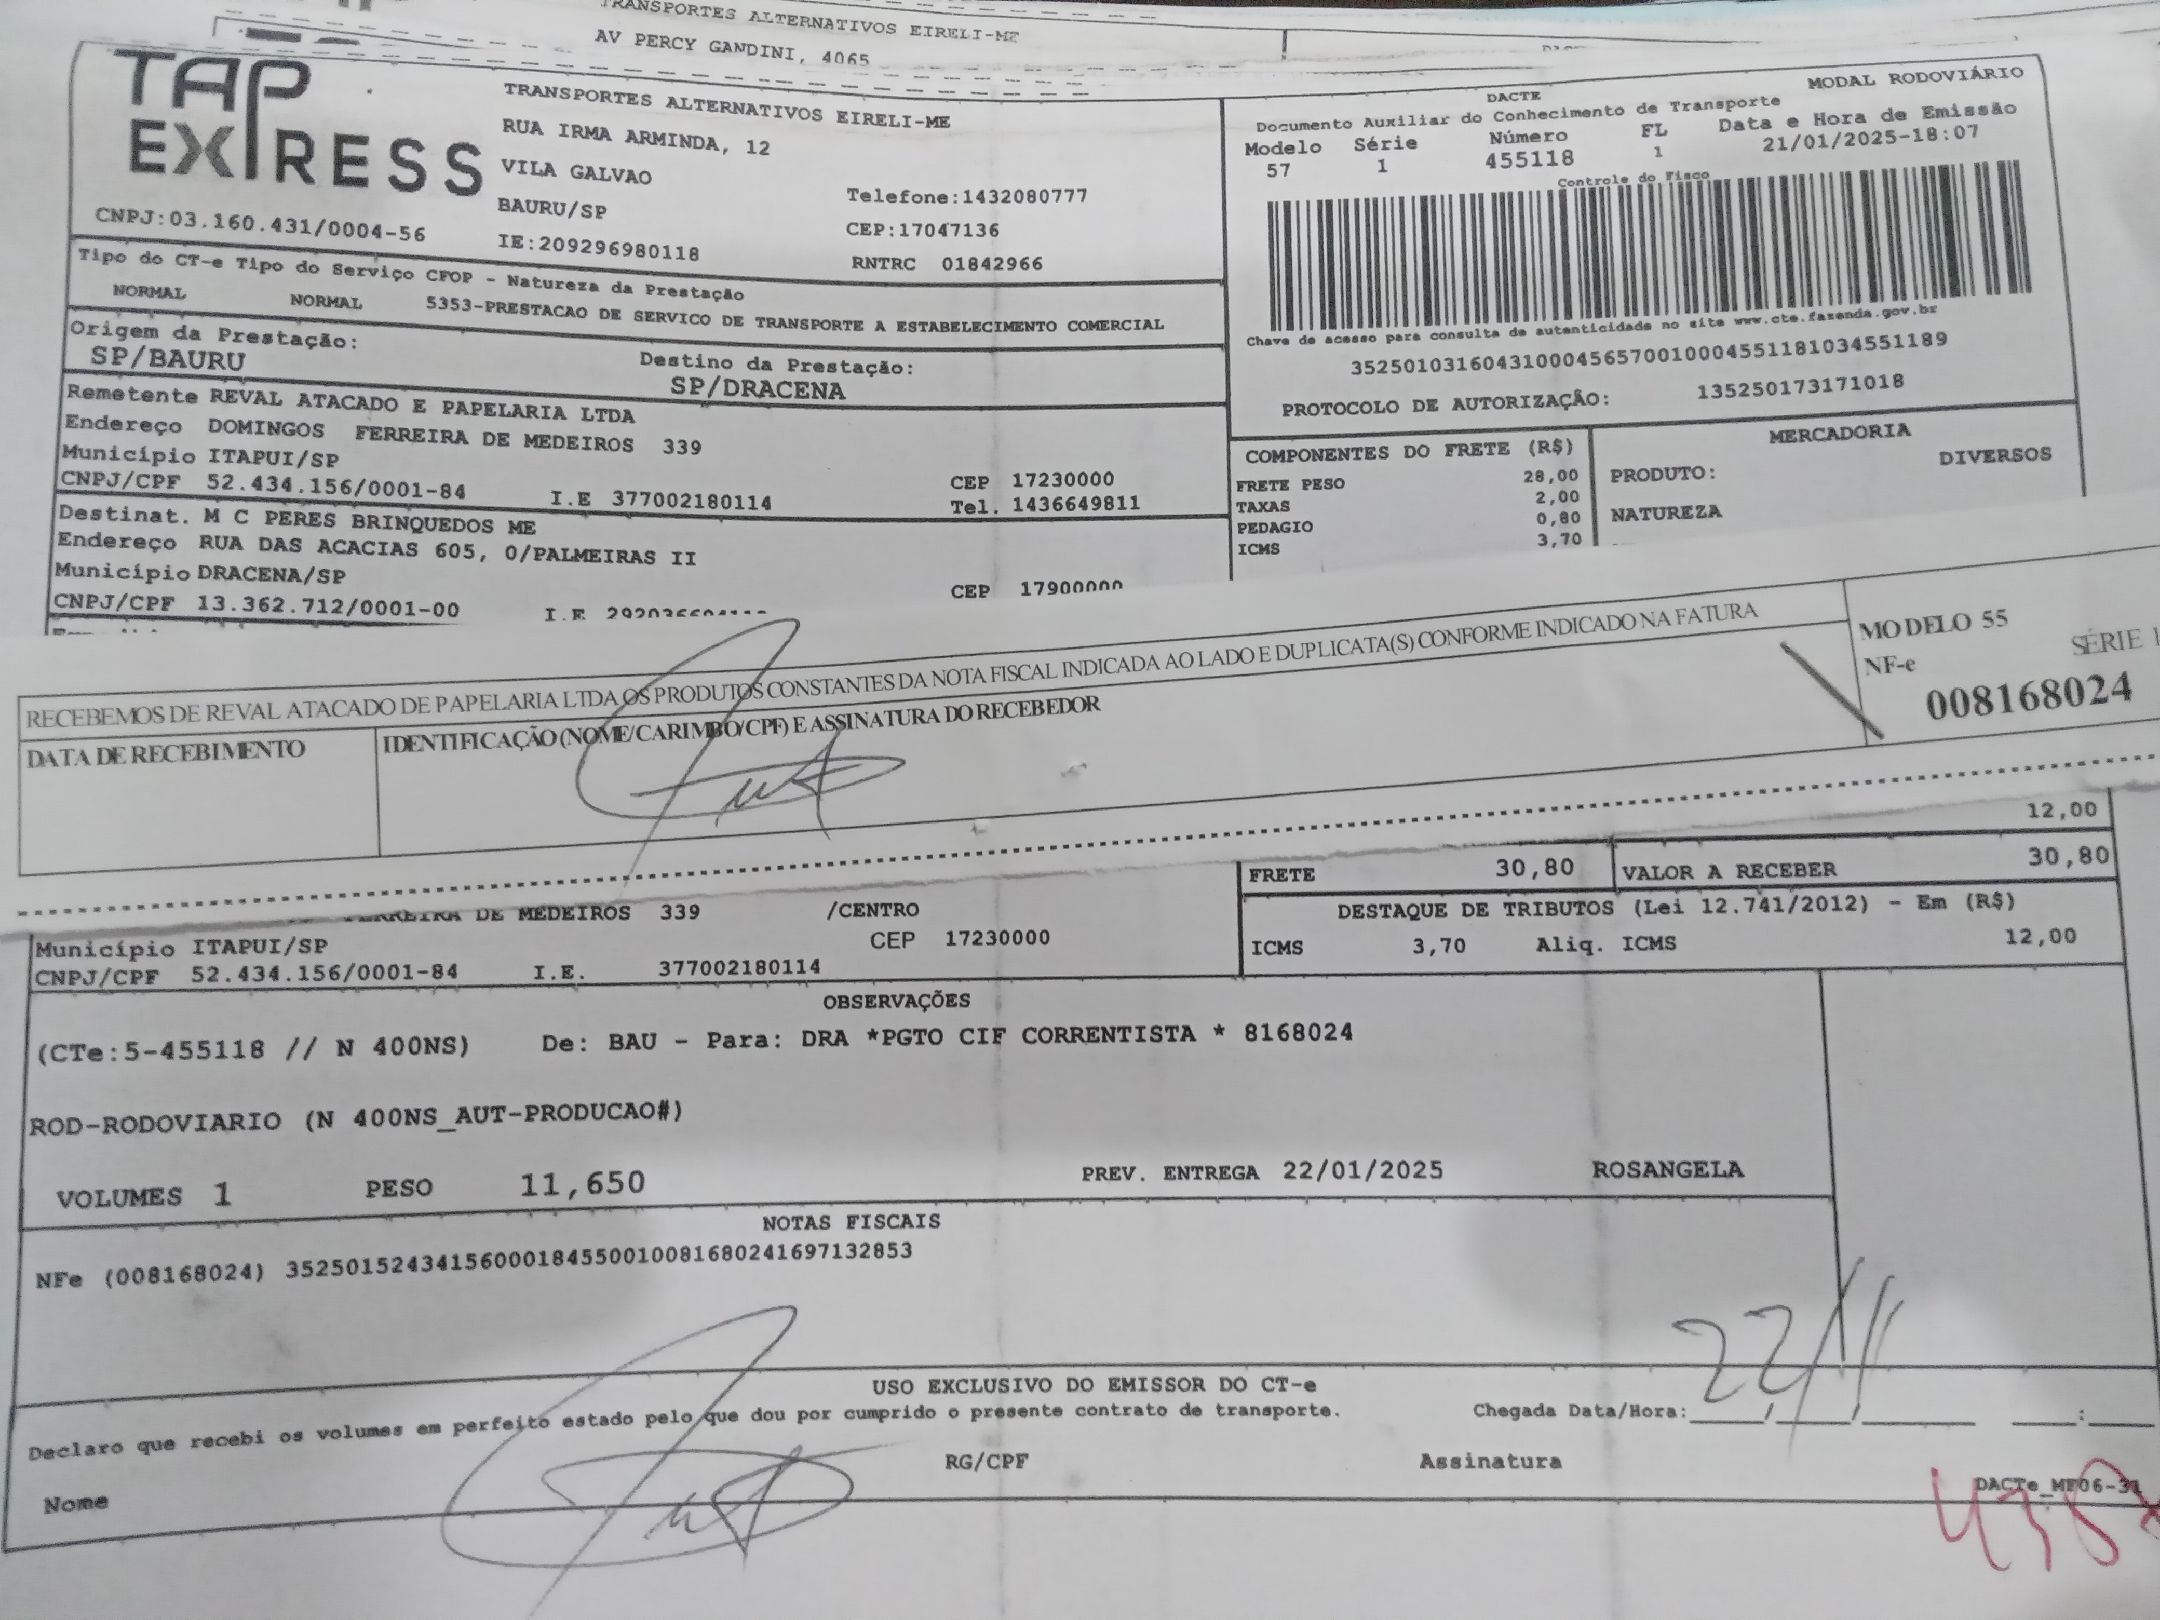 TRANSPORTES ALTERNATIVOS EIRELI-ME
AV PERCY GANDINI, 4065
TAP EXPRESS
CNPJ:03.160.431/0004-56
TRANSPORTES ALTERNATIVOS EIRELI-ME
RUA IRMA ARMINDA, 12
VILA GALVAO
BAURU/SP
IE:209296980118
Telefone:1432080777
CEP:17047136
RNTRC 01842966
DACTE
MODAL RODOVIÁRIO
Documento Auxiliar do Conhecimento de Transporte
Modelo Série Número FL Data e Hora de Emissão
57 1 455118 1 21/01/2025-18:07
Controle do Fisco
Chave de acesso para consulta de autenticidade no site www.cte.fazenda.gov.br
35250103160431000456570010004551181034551189
PROTOCOLO DE AUTORIZAÇÃO: 135250173171018
Tipo do CT-e Tipo do Serviço CFOP - Natureza da Prestação
NORMAL NORMAL 5353-PRESTACAO DE SERVICO DE TRANSPORTE A ESTABELECIMENTO COMERCIAL
Origem da Prestação: Destino da Prestação:
SP/BAURU SP/DRACENA
Remetente REVAL ATACADO E PAPELARIA LTDA
Endereço DOMINGOS FERREIRA DE MEDEIROS 339
Município ITAPUI/SP CEP 17230000
CNPJ/CPF 52.434.156/0001-84 I.E 377002180114 Tel. 1436649811
Destinat. M C PERES BRINQUEDOS ME
Endereço RUA DAS ACACIAS 605, 0/PALMEIRAS II
Município DRACENA/SP CEP 17900000
CNPJ/CPF 13.362.712/0001-00 I.E
COMPONENTES DO FRETE (R$)
FRETE PESO 28,00
TAXAS 2,00
PEDAGIO 0,80
ICMS 3,70
MERCADORIA
PRODUTO: DIVERSOS
NATUREZA
RECEBEMOS DE REVAL ATACADO DE PAPELARIA LTDA OS PRODUTOS CONSTANTES DA NOTA FISCAL INDICADA AO LADO E DUPLICATA(S) CONFORME INDICADO NA FATURA
DATA DE RECEBIMENTO
IDENTIFICAÇÃO (NOME/CARIMBO/CPF) E ASSINATURA DO RECEBEDOR
MODELO 55
SÉRIE 1
NF-e
008168024
12,00
FRETE 30,80 VALOR A RECEBER 30,80
DESTAQUE DE TRIBUTOS (Lei 12.741/2012) - Em (R$)
ICMS 3,70 Aliq. ICMS 12,00
FERREIRA DE MEDEIROS 339 /CENTRO
Município ITAPUI/SP CEP 17230000
CNPJ/CPF 52.434.156/0001-84 I.E. 377002180114
OBSERVAÇÕES
(CTe:5-455118 // N 400NS) De: BAU - Para: DRA *PGTO CIF CORRENTISTA * 8168024
ROD-RODOVIARIO (N 400NS_AUT-PRODUCAO#)
VOLUMES 1 PESO 11,650 PREV. ENTREGA 22/01/2025 ROSANGELA
NOTAS FISCAIS
NFe (008168024) 35250152434156000184550010081680241697132853
22/1
USO EXCLUSIVO DO EMISSOR DO CT-e
Declaro que recebi os volumes em perfeito estado pelo que dou por cumprido o presente contrato de transporte. Chegada Data/Hora:____/____/______ ___:___
Nome RG/CPF Assinatura
DACTe_MF06-31